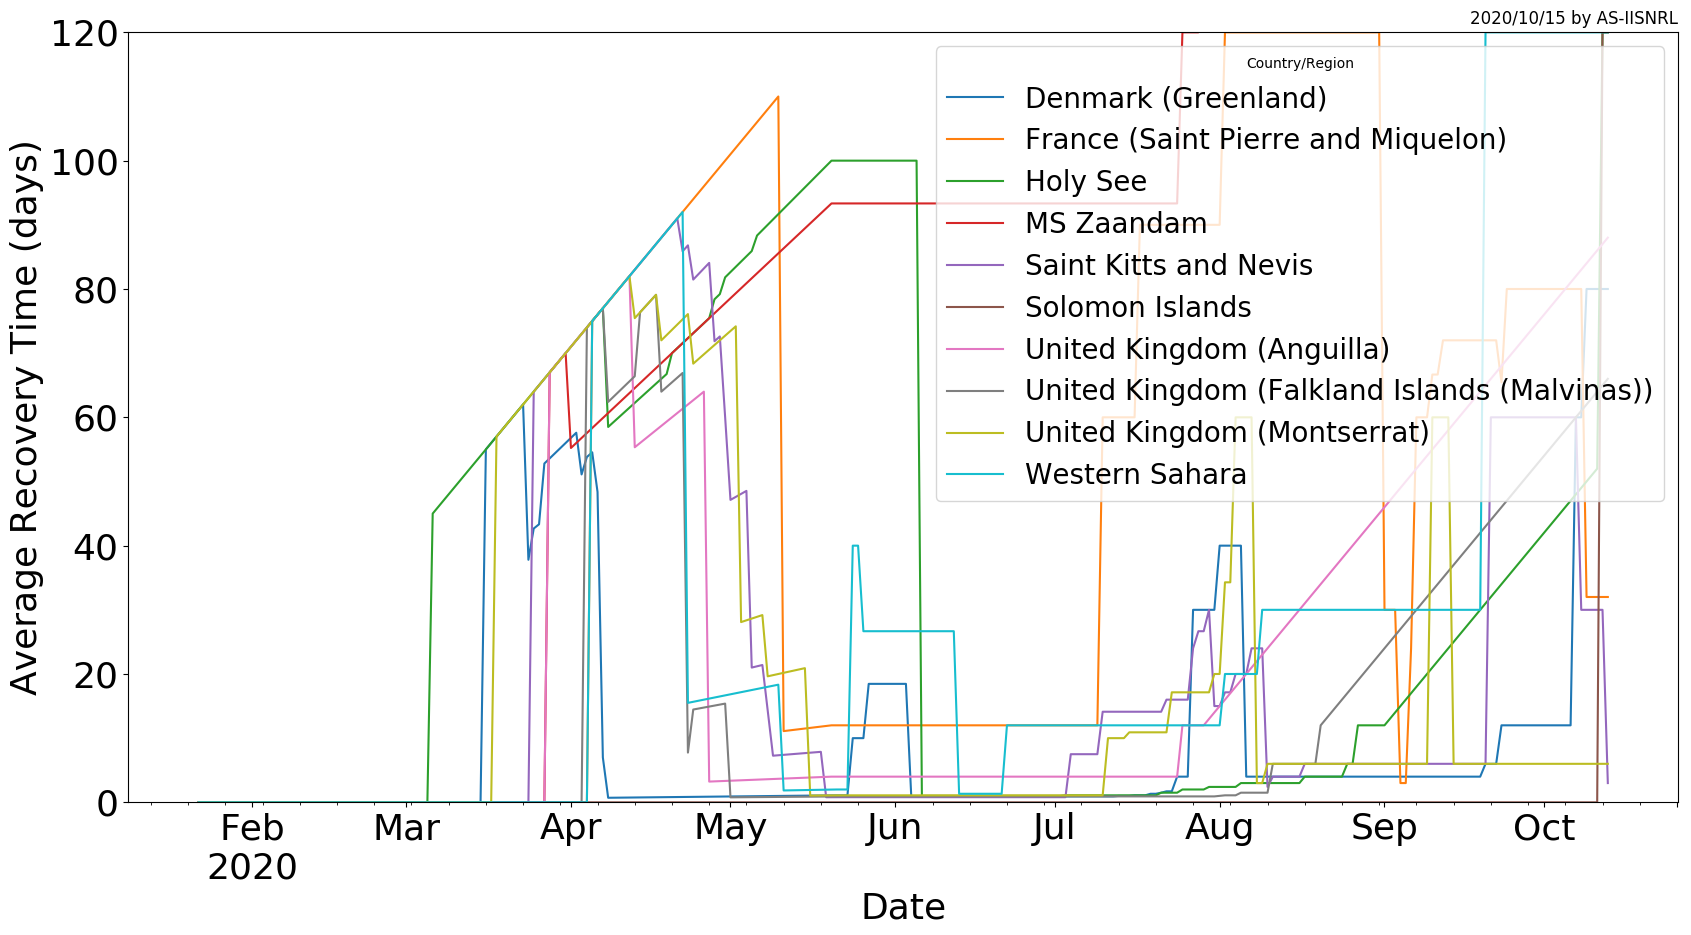 2020/10/15 by AS-IISNRL
Average Recovery Time (days)
120
100
80
60
40
20
0
Country/Region
Denmark (Greenland)
France (Saint Pierre and Miquelon)
Holy See
MS Zaandam
Saint Kitts and Nevis
Solomon Islands
United Kingdom (Anguilla)
United Kingdom (Falkland Islands (Malvinas))
United Kingdom (Montserrat)
Western Sahara
Feb Mar Apr May Jun Jul Aug Sep Oct
2020
Date